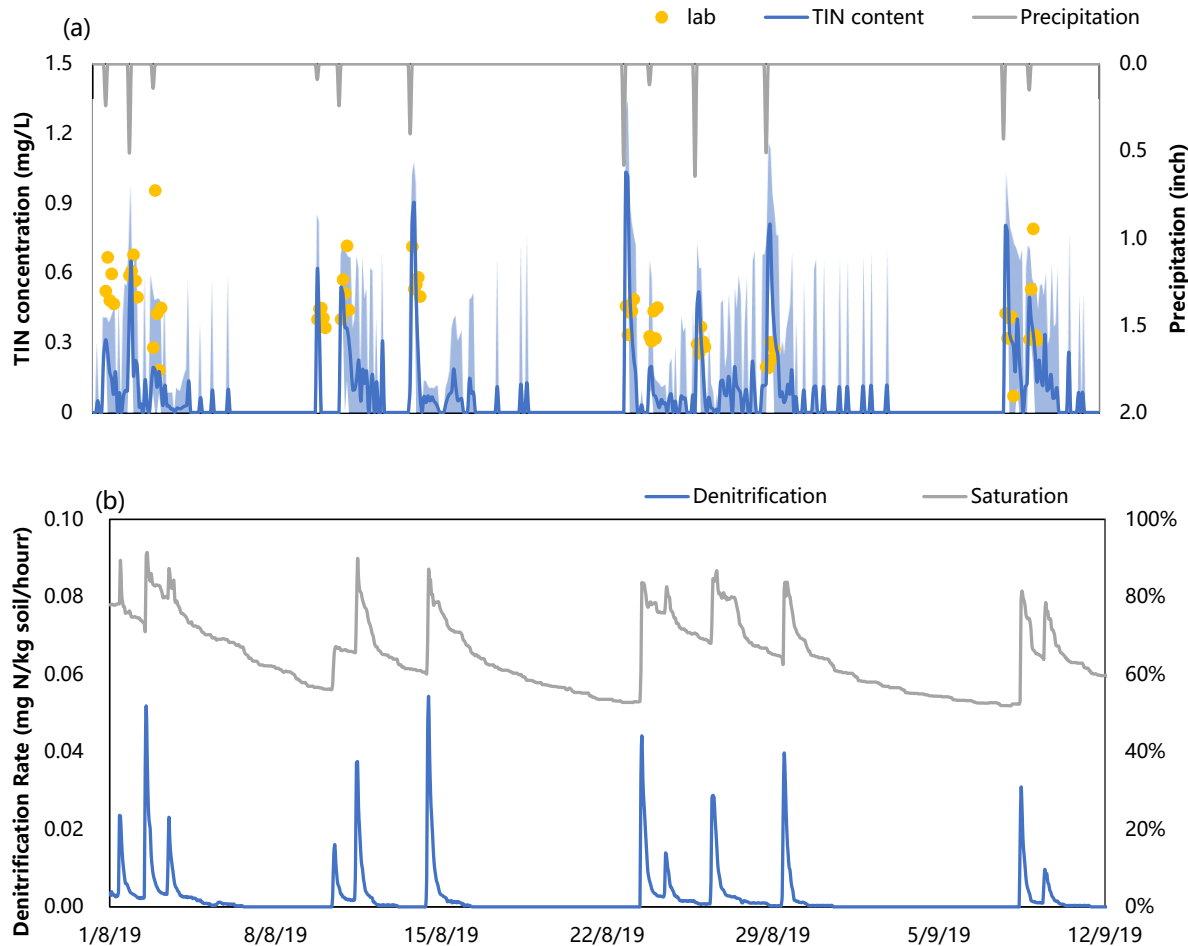 (a)
lab TIN content Precipitation
TIN concentration (mg/L)
1.5
1.2
0.9
0.6
0.3
0
0.0
0.5
1.0
1.5
2.0
Precipitation (inch)
(b)
Denitrification Saturation
Denitrification Rate (mg N/kg soil/hourr)
0.10
0.08
0.06
0.04
0.02
0.00
100%
80%
60%
40%
20%
0%
1/8/19 8/8/19 15/8/19 22/8/19 29/8/19 5/9/19 12/9/19